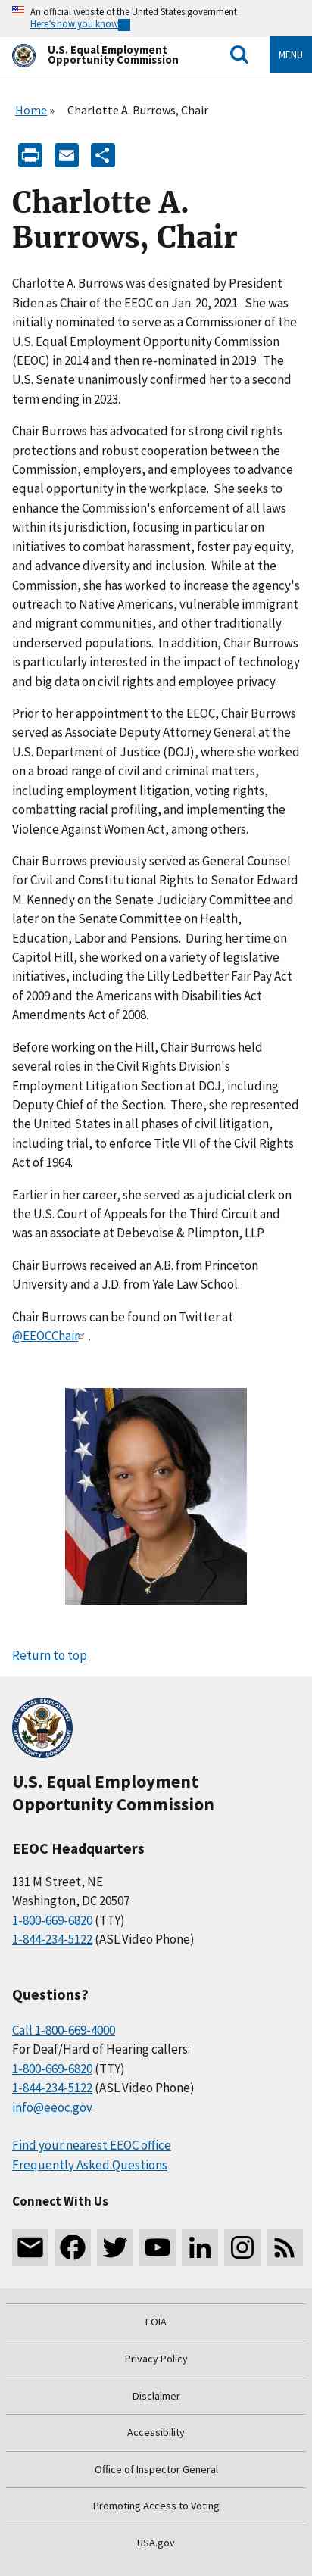 An official website of the United States government
Here's how you know
U.S. Equal Employment
Opportunity Commission
MENU
Home » Charlotte A. Burrows, Chair
Charlotte A.
Burrows, Chair
Charlotte A. Burrows was designated by President
Biden as Chair of the EEOC on Jan. 20, 2021. She was
initially nominated to serve as a Commissioner of the
U.S. Equal Employment Opportunity Commission
(EEOC) in 2014 and then re-nominated in 2019. The
U.S. Senate unanimously confirmed her to a second
term ending in 2023.
Chair Burrows has advocated for strong civil rights
protections and robust cooperation between the
Commission, employers, and employees to advance
equal opportunity in the workplace. She seeks to
enhance the Commission's enforcement of all laws
within its jurisdiction, focusing in particular on
initiatives to combat harassment, foster pay equity,
and advance diversity and inclusion. While at the
Commission, she has worked to increase the agency's
outreach to Native Americans, vulnerable immigrant
and migrant communities, and other traditionally
underserved populations. In addition, Chair Burrows
is particularly interested in the impact of technology
and big data on civil rights and employee privacy.
Prior to her appointment to the EEOC, Chair Burrows
served as Associate Deputy Attorney General at the
U.S. Department of Justice (DOJ), where she worked
on a broad range of civil and criminal matters,
including employment litigation, voting rights,
combatting racial profiling, and implementing the
Violence Against Women Act, among others.
Chair Burrows previously served as General Counsel
for Civil and Constitutional Rights to Senator Edward
M. Kennedy on the Senate Judiciary Committee and
later on the Senate Committee on Health,
Education, Labor and Pensions. During her time on
Capitol Hill, she worked on a variety of legislative
initiatives, including the Lilly Ledbetter Fair Pay Act
of 2009 and the Americans with Disabilities Act
Amendments Act of 2008.
Before working on the Hill, Chair Burrows held
several roles in the Civil Rights Division's
Employment Litigation Section at DOJ, including
Deputy Chief of the Section. There, she represented
the United States in all phases of civil litigation,
including trial, to enforce Title VII of the Civil Rights
Act of 1964.
Earlier in her career, she served as a judicial clerk on
the U.S. Court of Appeals for the Third Circuit and
was an associate at Debevoise & Plimpton, LLP.
Chair Burrows received an A.B. from Princeton
University and a J.D. from Yale Law School.
Chair Burrows can be found on Twitter at
@EEOCChair .
Return to top
U.S. Equal Employment
Opportunity Commission
EEOC Headquarters
131 M Street, NE
Washington, DC 20507
1-800-669-6820 (TTY)
1-844-234-5122 (ASL Video Phone)
Questions?
Call 1-800-669-4000
For Deaf/Hard of Hearing callers:
1-800-669-6820 (TTY)
1-844-234-5122 (ASL Video Phone)
info@eeoc.gov
Find your nearest EEOC office
Frequently Asked Questions
Connect With Us
FOIA
Privacy Policy
Disclaimer
Accessibility
Office of Inspector General
Promoting Access to Voting
USA.gov